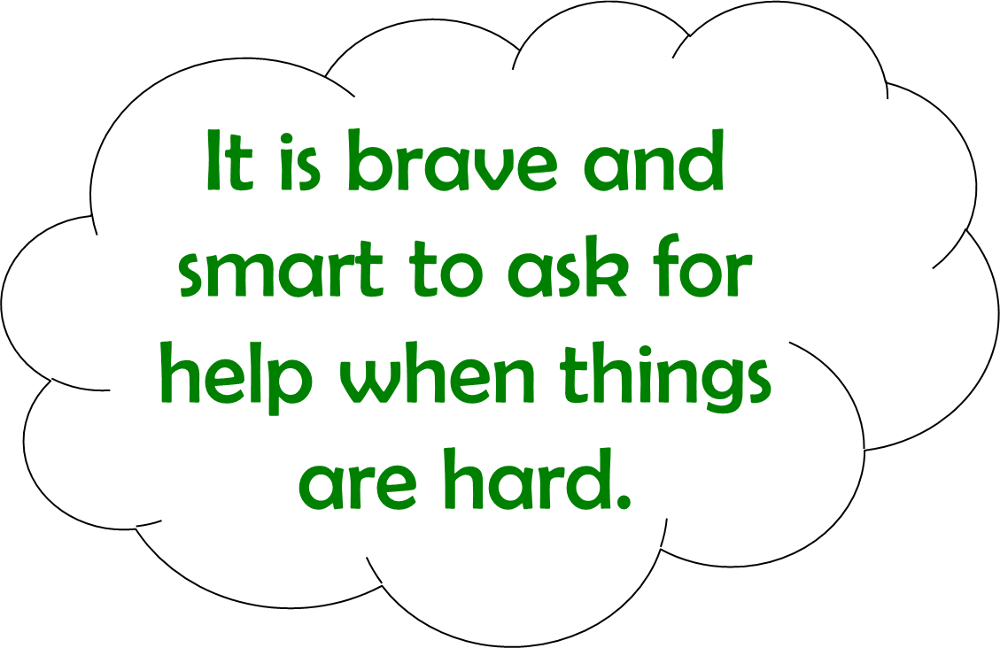 It is brave and
smart to ask for
help when things
are hard.